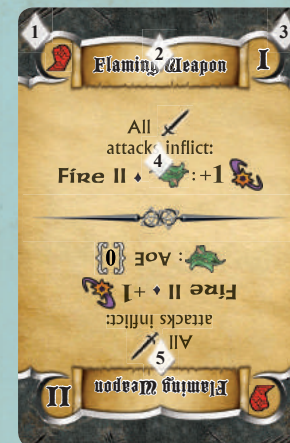 1
2
3
Flaming Weapon
I
All
attacks inflict:
4
Fire II ♦ : +1
{0}
: AoE
Fire II ♦ +1
attacks inflict:
All
5
Flaming Weapon
II